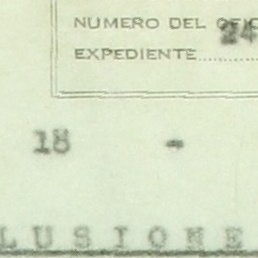 NUMERO DEL OFIC
24
EXPEDIENTE
18 -
LUSIONE